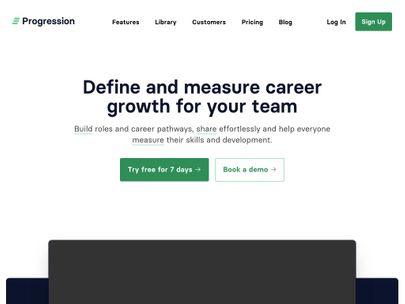 Progression
Features Library Customers Pricing Blog Log In Sign Up
Define and measure career
growth for your team
Build roles and career pathways, share effortlessly and help everyone
measure their skills and development.
Try free for 7 days → Book a demo →